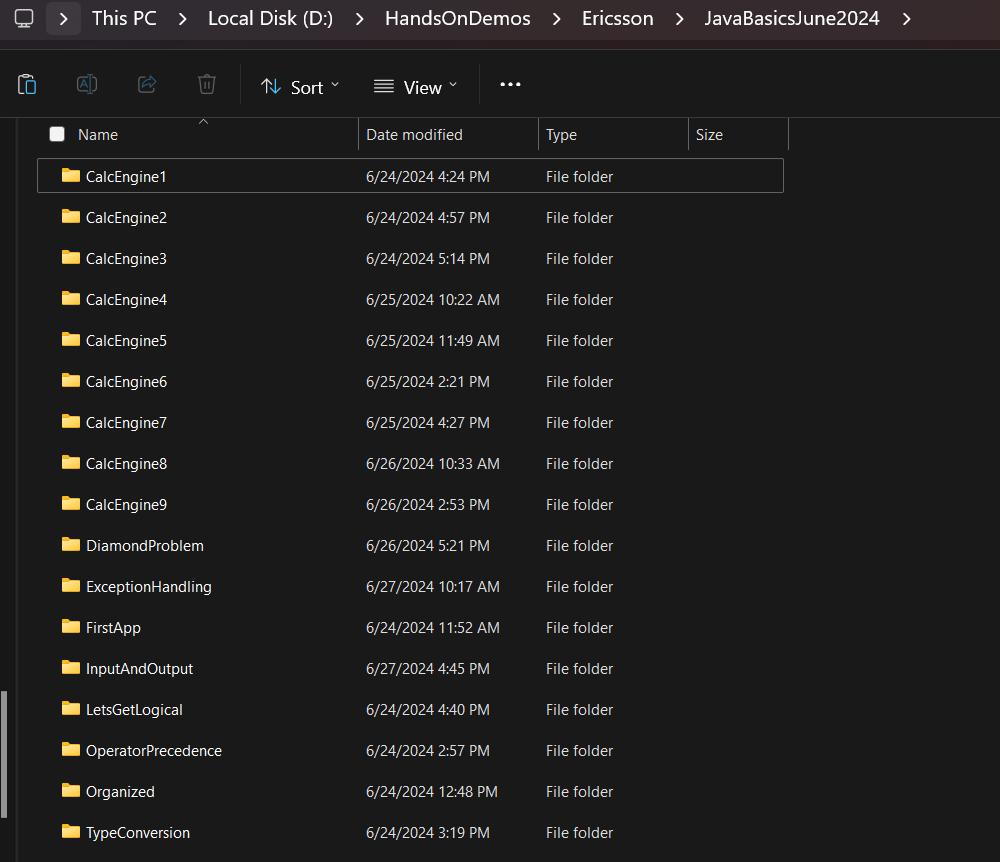 This PC > Local Disk (D:) > HandsOnDemos > Ericsson > JavaBasicsJune2024 >
Sort View ...
Name Date modified Type Size
CalcEngine1 6/24/2024 4:24 PM File folder
CalcEngine2 6/24/2024 4:57 PM File folder
CalcEngine3 6/24/2024 5:14 PM File folder
CalcEngine4 6/25/2024 10:22 AM File folder
CalcEngine5 6/25/2024 11:49 AM File folder
CalcEngine6 6/25/2024 2:21 PM File folder
CalcEngine7 6/25/2024 4:27 PM File folder
CalcEngine8 6/26/2024 10:33 AM File folder
CalcEngine9 6/26/2024 2:53 PM File folder
DiamondProblem 6/26/2024 5:21 PM File folder
ExceptionHandling 6/27/2024 10:17 AM File folder
FirstApp 6/24/2024 11:52 AM File folder
InputAndOutput 6/27/2024 4:45 PM File folder
LetsGetLogical 6/24/2024 4:40 PM File folder
OperatorPrecedence 6/24/2024 2:57 PM File folder
Organized 6/24/2024 12:48 PM File folder
TypeConversion 6/24/2024 3:19 PM File folder